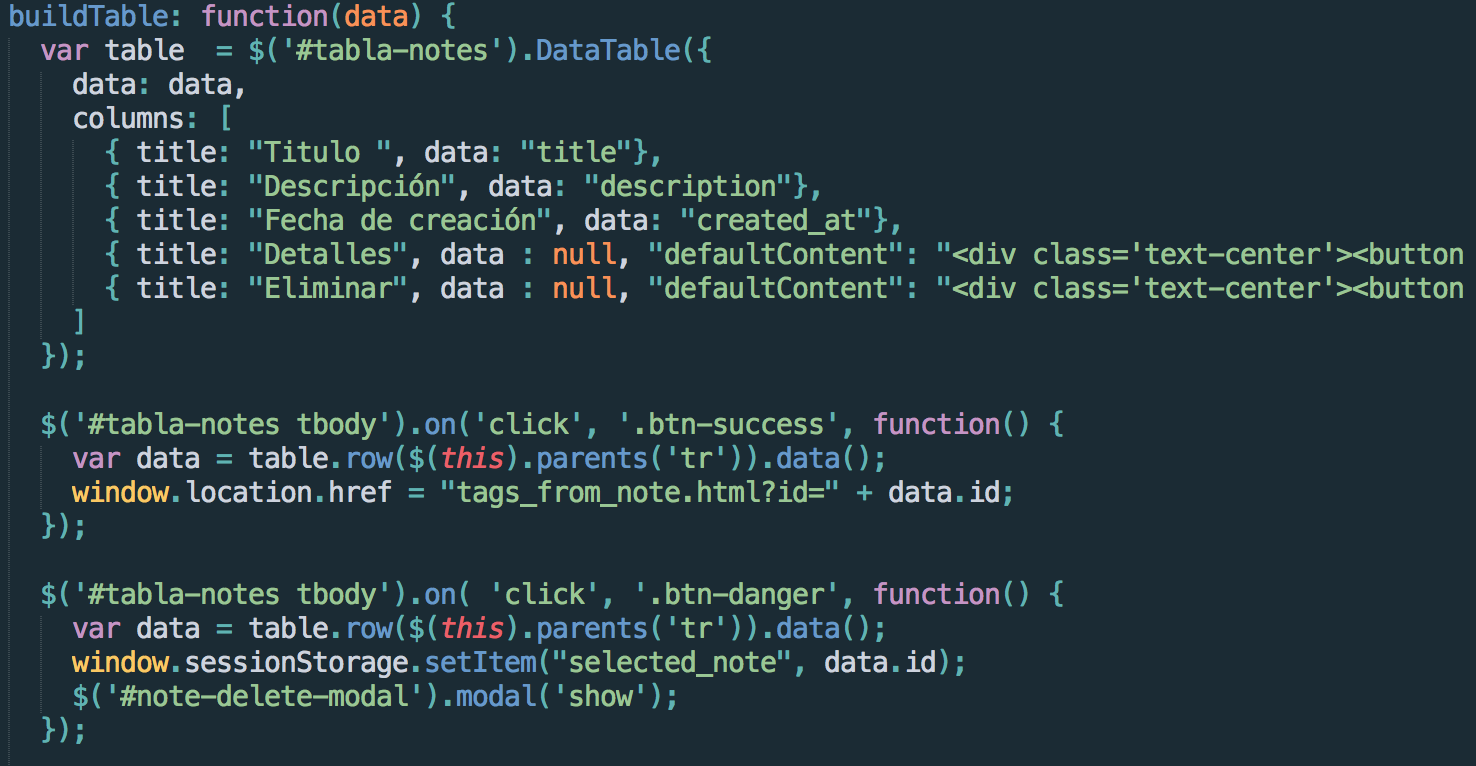 buildTable: function(data) {
var table  = $('#tabla-notes').DataTable({
data: data,
columns: [
{ title: "Titulo ", data: "title"},
{ title: "Descripción", data: "description"},
{ title: "Fecha de creación", data: "created_at"},
{ title: "Detalles", data : null, "defaultContent": "<div class='text-center'><button
{ title: "Eliminar", data : null, "defaultContent": "<div class='text-center'><button
]
});
$('#tabla-notes tbody').on('click', '.btn-success', function() {
var data = table.row($(this).parents('tr')).data();
window.location.href = "tags_from_note.html?id=" + data.id;
});
$('#tabla-notes tbody').on( 'click', '.btn-danger', function() {
var data = table.row($(this).parents('tr')).data();
window.sessionStorage.setItem("selected_note", data.id);
$('#note-delete-modal').modal('show');
});